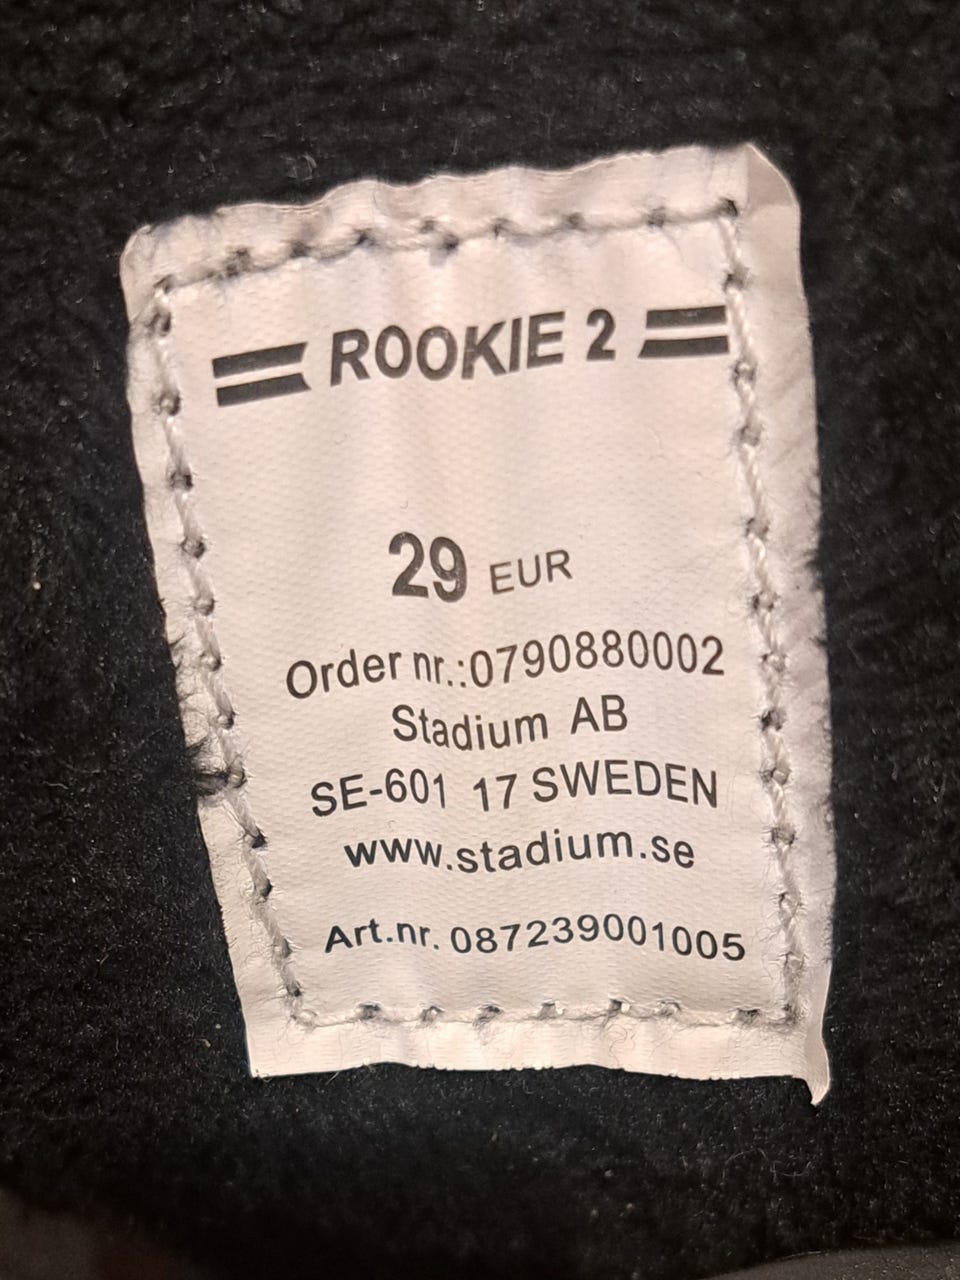 ROOKIE 2
29 EUR
Order nr.:0790880002
Stadium AB
SE-601 17 SWEDEN
www.stadium.se
Art.nr. 087239001005